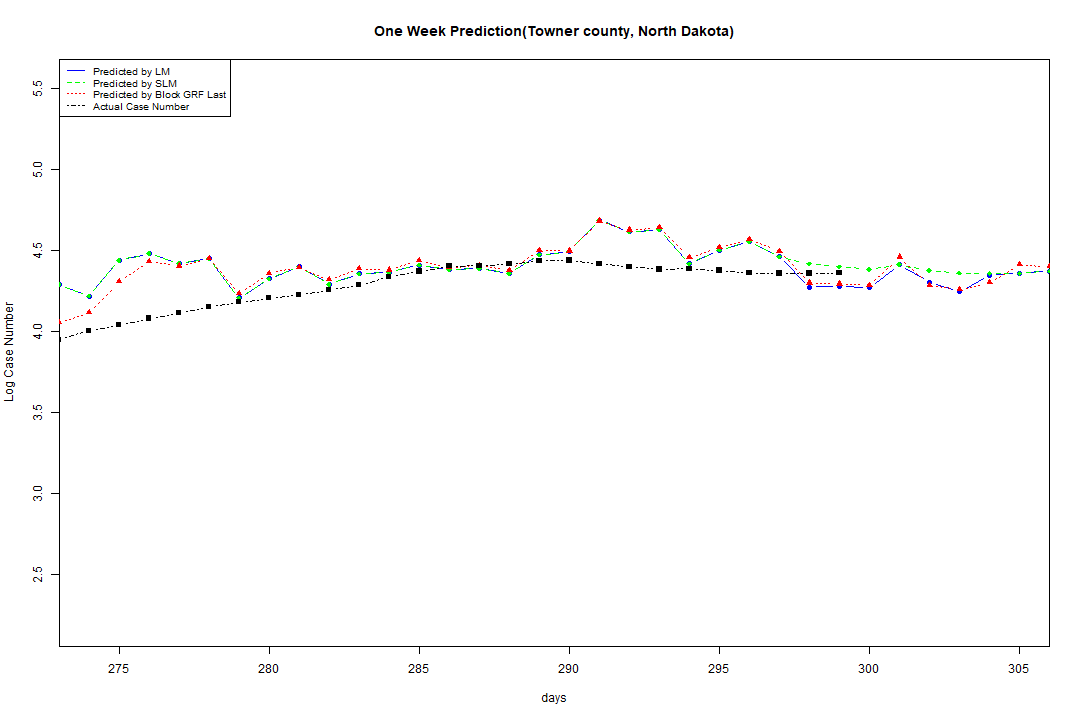 One Week Prediction(Towner county, North Dakota)
Predicted by LM
Predicted by SLM
Predicted by Block GRF Last
Actual Case Number
5.5
5.0
4.5
4.0
3.5
3.0
2.5
Log Case Number
275 280 285 290 295 300 305
days